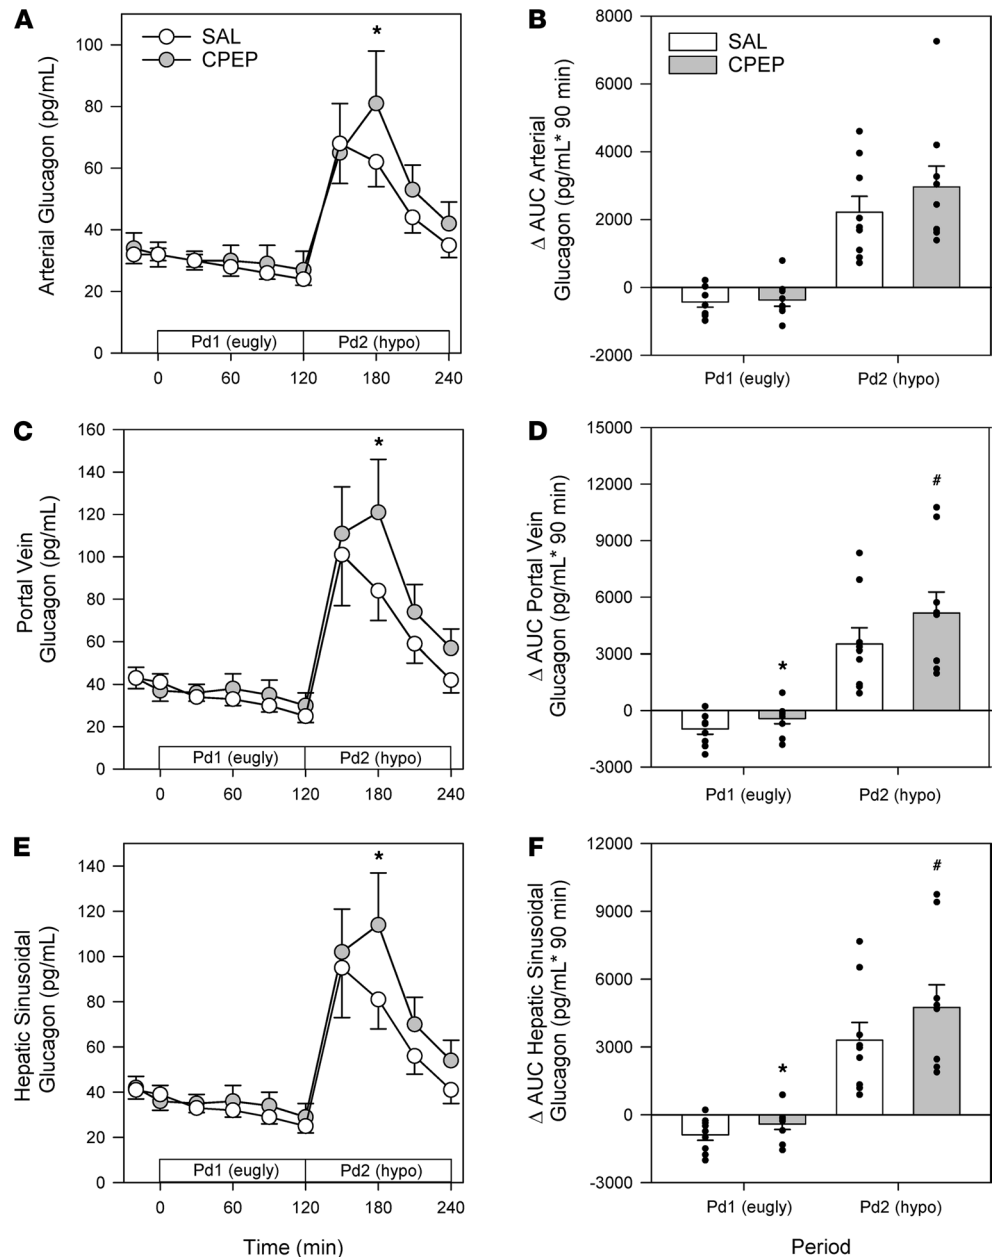 A
SAL
CPEP
*
Arterial Glucagon (pg/mL)
100
80
60
40
20
0
Pd1 (eugly)
Pd2 (hypo)
0 60 120 180 240
B
SAL
CPEP
Δ AUC Arterial
Glucagon (pg/mL* 90 min)
8000
6000
4000
2000
0
-2000
Pd1 (eugly)
Pd2 (hypo)
C
*
Portal Vein
Glucagon (pg/mL)
160
140
120
100
80
60
40
20
0
Pd1 (eugly)
Pd2 (hypo)
0 60 120 180 240
D
#
*
Δ AUC Portal Vein
Glucagon (pg/mL* 90 min)
15000
12000
9000
6000
3000
0
-3000
Pd1 (eugly)
Pd2 (hypo)
E
*
Hepatic Sinusoidal
Glucagon (pg/mL)
140
120
100
80
60
40
20
0
Pd1 (eugly)
Pd2 (hypo)
0 60 120 180 240
Time (min)
F
#
*
Δ AUC Hepatic Sinusoidal
Glucagon (pg/mL* 90 min)
12000
9000
6000
3000
0
-3000
Pd1 (eugly)
Pd2 (hypo)
Period